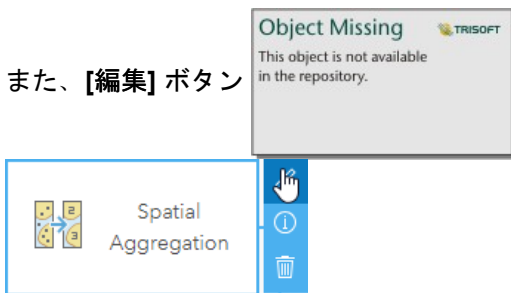 Object Missing TRISOFT
This object is not available
in the repository.
また、[編集] ボタン
Spatial
Aggregation